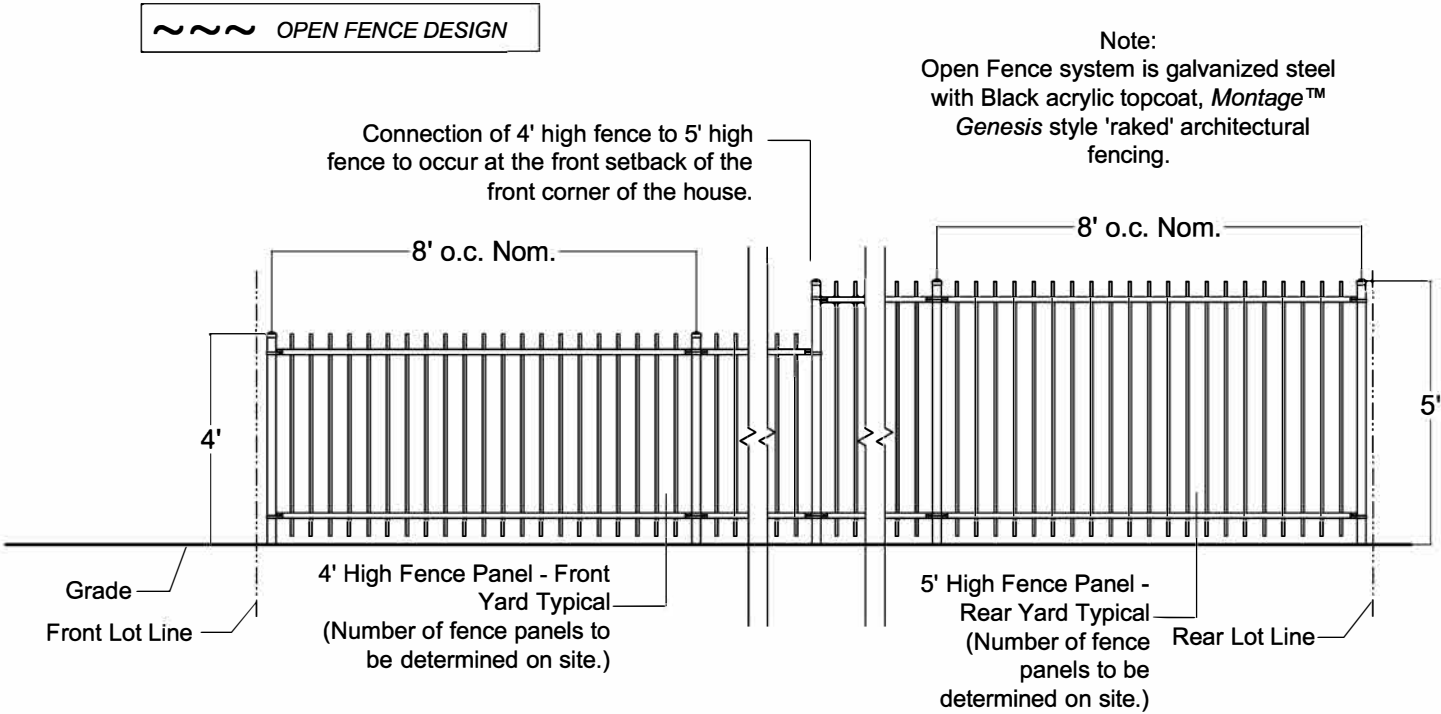 ~~~ OPEN FENCE DESIGN
Note:
Open Fence system is galvanized steel
with Black acrylic topcoat, Montage™
Genesis style 'raked' architectural
fencing.
Connection of 4' high fence to 5' high
fence to occur at the front setback of the
front corner of the house.
8' o.c. Nom.
8' o.c. Nom.
4'
5'
Grade
Front Lot Line
4' High Fence Panel - Front
Yard Typical
(Number of fence panels to
be determined on site.)
5' High Fence Panel -
Rear Yard Typical
(Number of fence
panels to be
determined on site.)
Rear Lot Line